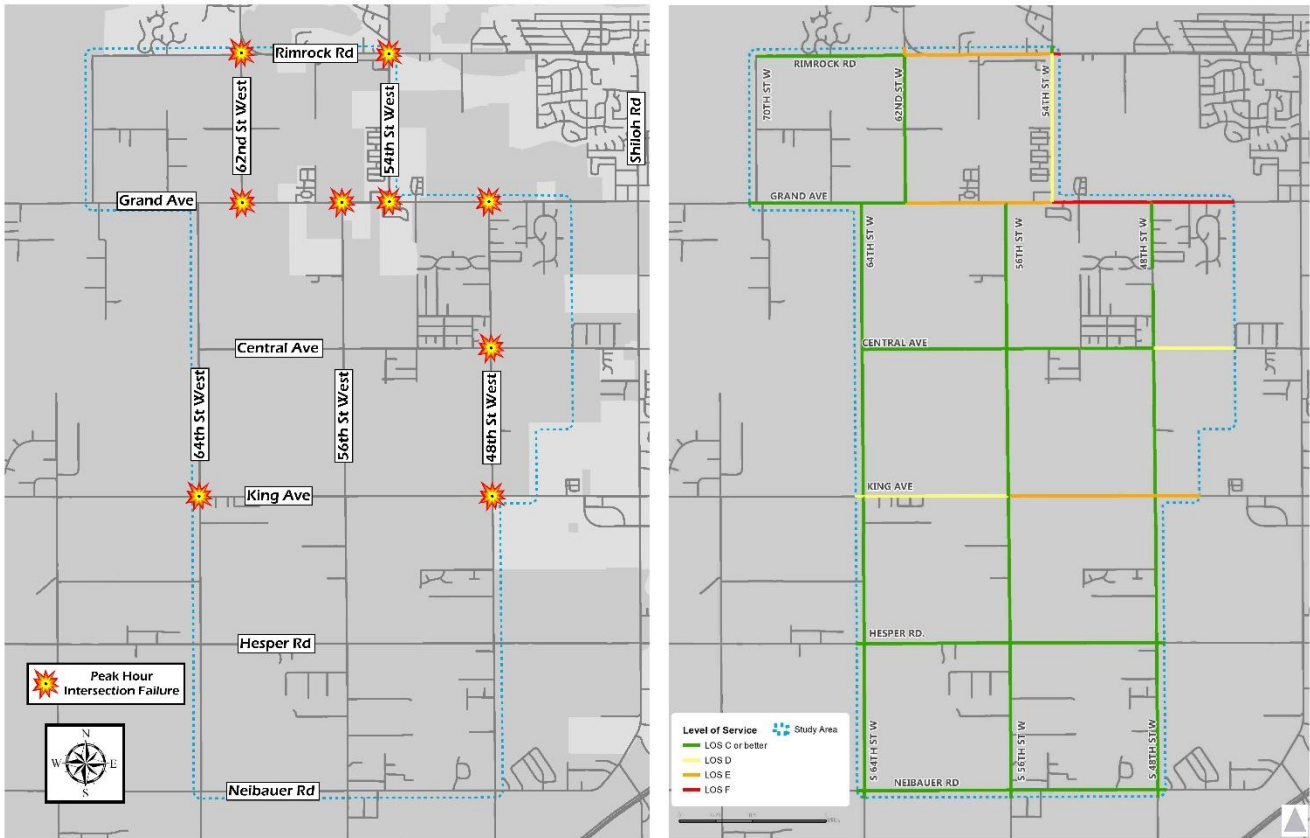 Rimrock Rd
62nd St West
54th St West
Shiloh Rd
Grand Ave
Central Ave
64th St West
56th St West
48th St West
King Ave
Hesper Rd
Peak Hour
Intersection Failure
N
W E
S
Neibauer Rd
RIMROCK RD
70TH ST W
62ND ST W
54TH ST W
GRAND AVE
64TH ST W
56TH ST W
48TH ST W
CENTRAL AVE
KING AVE
HESPER RD.
Level of Service
Study Area
LOS C or better
LOS D
LOS E
LOS F
S 64TH ST W
S 56TH ST W
S 48TH ST W
NEIBAUER RD